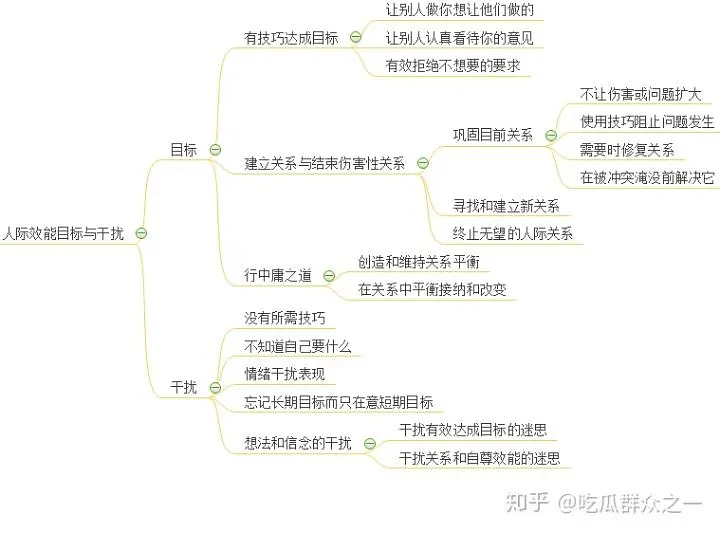 人际效能目标与干扰
目标
有技巧达成目标
让别人做你想让他们做的
让别人认真看待你的意见
有效拒绝不想要的要求
建立关系与结束伤害性关系
巩固目前关系
不让伤害或问题扩大
使用技巧阻止问题发生
需要时修复关系
在被冲突淹没前解决它
寻找和建立新关系
终止无望的人际关系
行中庸之道
创造和维持关系平衡
在关系中平衡接纳和改变
干扰
没有所需技巧
不知道自己要什么
情绪干扰表现
忘记长期目标而只在意短期目标
想法和信念的干扰
干扰有效达成目标的迷思
干扰关系和自尊效能的迷思
知乎 @吃瓜群众之一